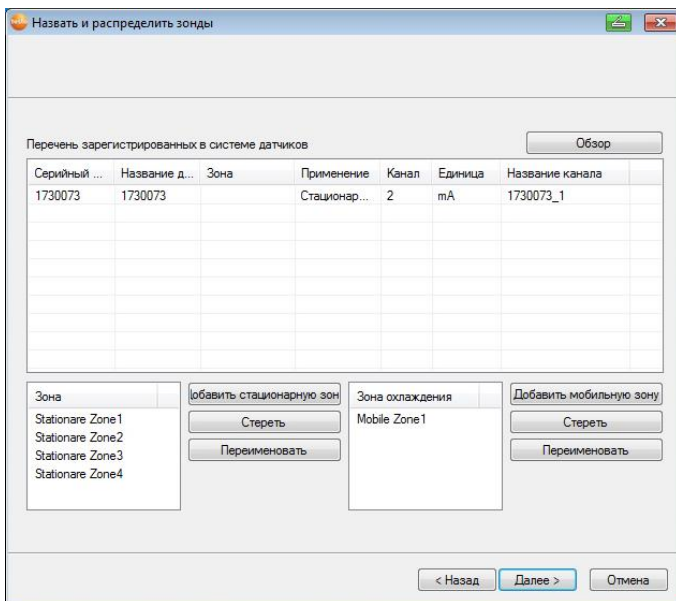 Назвать и распределить зонды
Перечень зарегистрированных в системе датчиков
Обзор
Серийный ... Название д... Зона Применение Канал Единица Название канала
1730073 1730073 Стационар... 2 mA 1730073_1
Зона
Stationare Zone1
Stationare Zone2
Stationare Zone3
Stationare Zone4
обавить стационарную зон
Стереть
Переименовать
Зона охлаждения
Mobile Zone1
Добавить мобильную зону
Стереть
Переименовать
< Назад Далее > Отмена